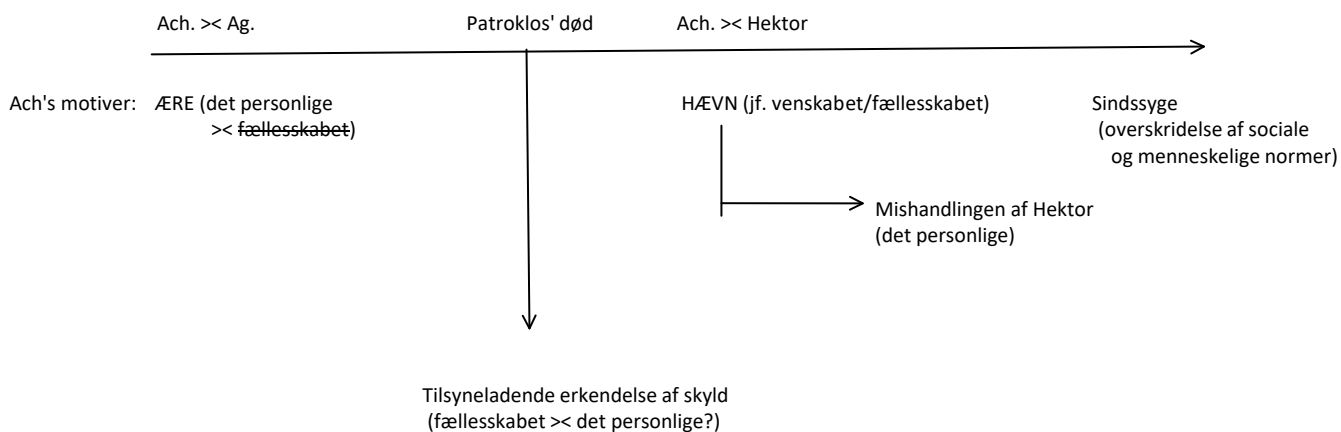 Ach. >< Ag.
Patroklos' død
Ach. >< Hektor
Ach's motiver:
ÆRE (det personlige
>< fællesskabet)
HÆVN (jf. venskabet/fællesskabet)
Sindssyge
(overskridelse af sociale
og menneskelige normer)
Mishandlingen af Hektor
(det personlige)
Tilsyneladende erkendelse af skyld
(fællesskabet >< det personlige?)